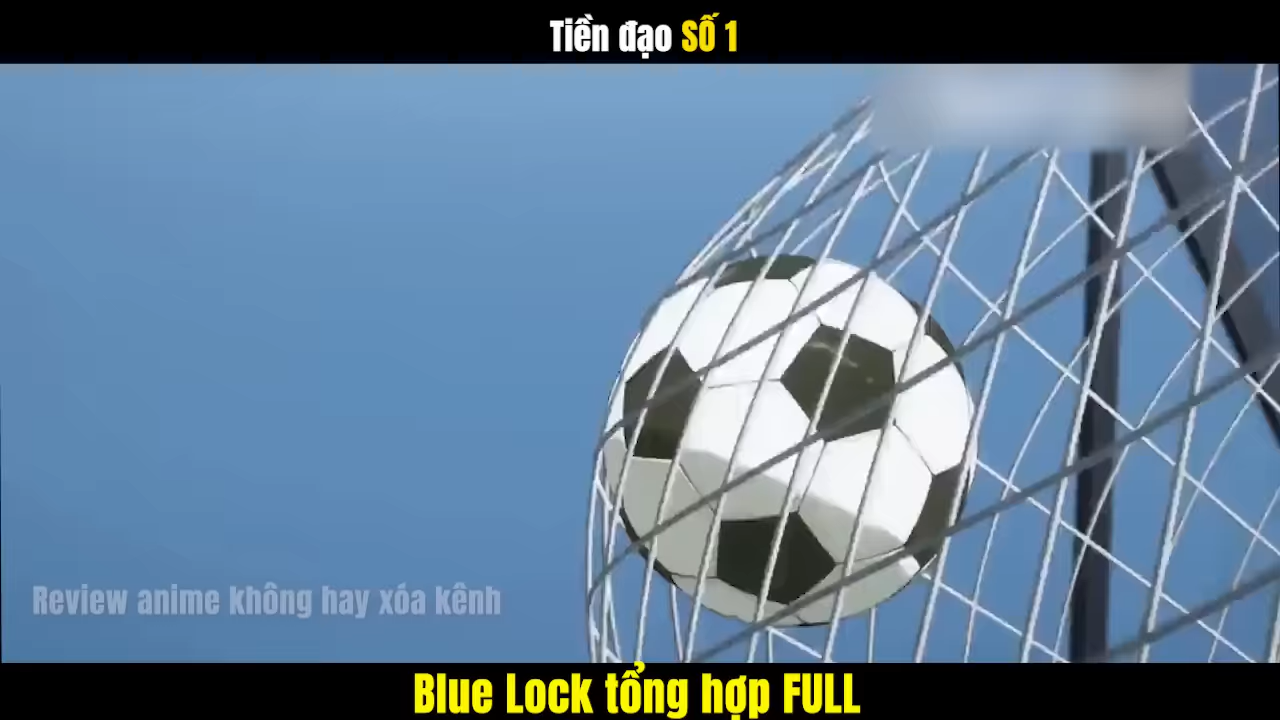 Tiền đạo SỐ 1
Review anime không hay xóa kênh
Blue Lock tổng hợp FULL